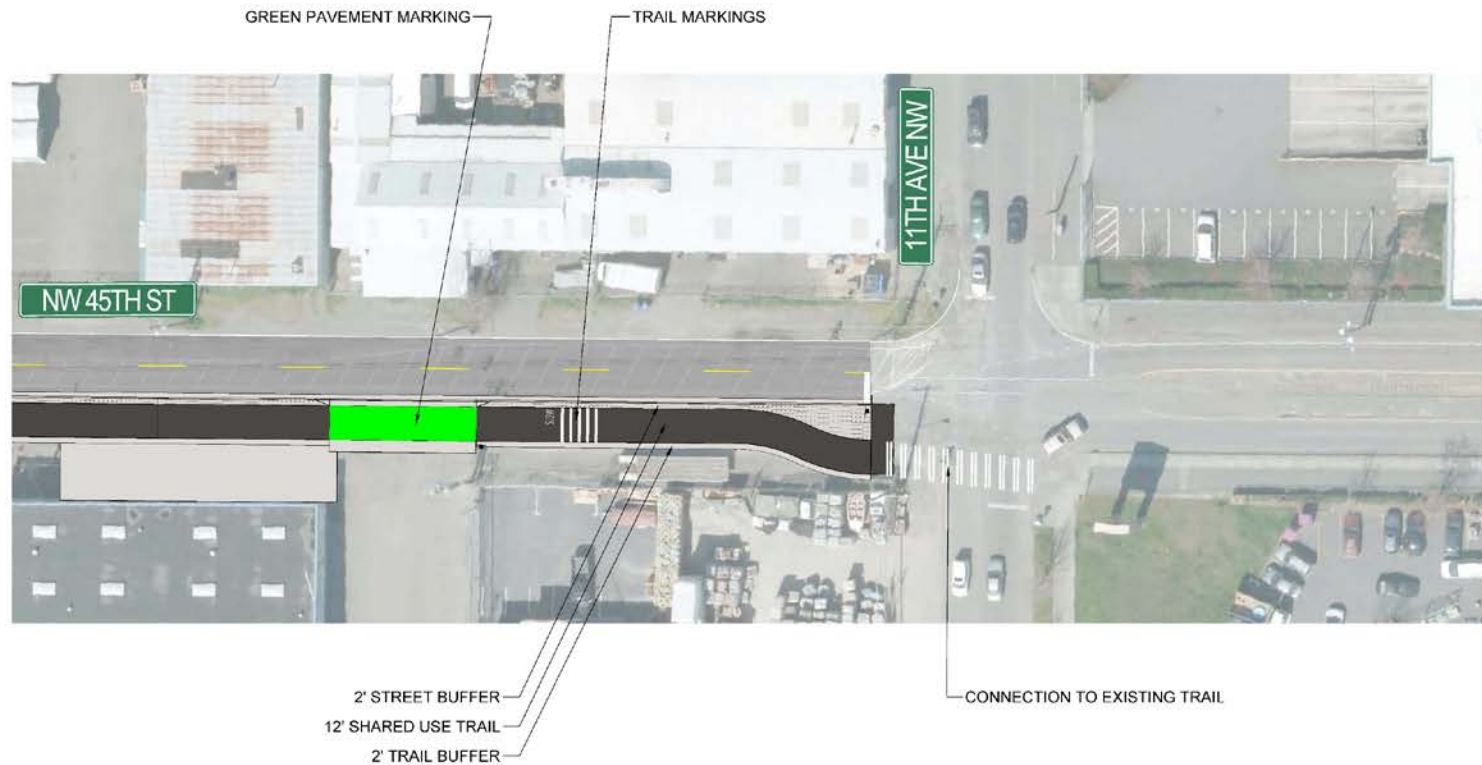 GREEN PAVEMENT MARKING
TRAIL MARKINGS
11TH AVE NW
NW 45TH ST
2' STREET BUFFER
12' SHARED USE TRAIL
2' TRAIL BUFFER
CONNECTION TO EXISTING TRAIL